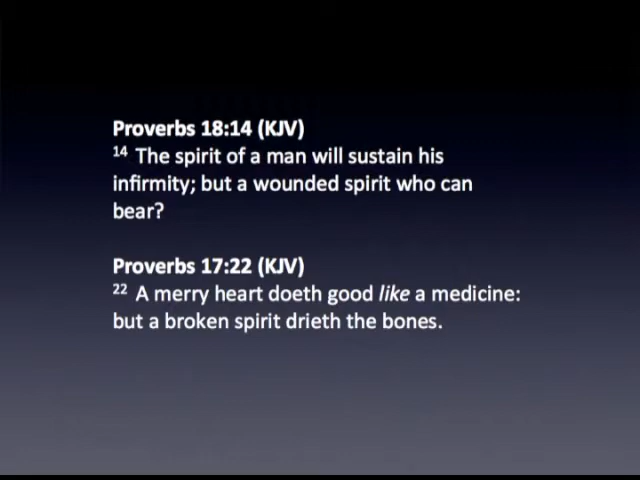 Proverbs 18:14 (KJV)
14 The spirit of a man will sustain his
infirmity; but a wounded spirit who can
bear?
Proverbs 17:22 (KJV)
22 A merry heart doeth good like a medicine:
but a broken spirit drieth the bones.